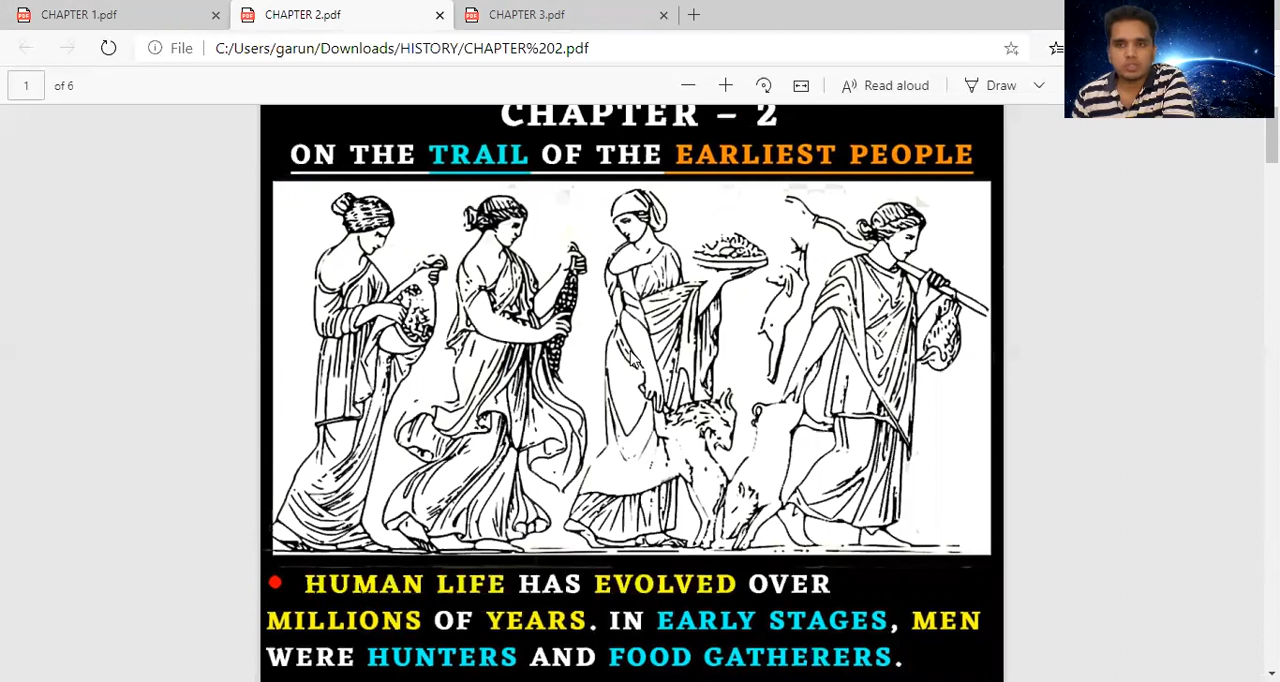 CHAPTER 1.pdf
CHAPTER 2.pdf
CHAPTER 3.pdf
File
C:/Users/garun/Downloads/HISTORY/CHAPTER%202.pdf
1 of 6
Read aloud
Draw
CHAPTER – 2
ON THE TRAIL OF THE EARLIEST PEOPLE
HUMAN LIFE HAS EVOLVED OVER
MILLIONS OF YEARS. IN EARLY STAGES, MEN
WERE HUNTERS AND FOOD GATHERERS.